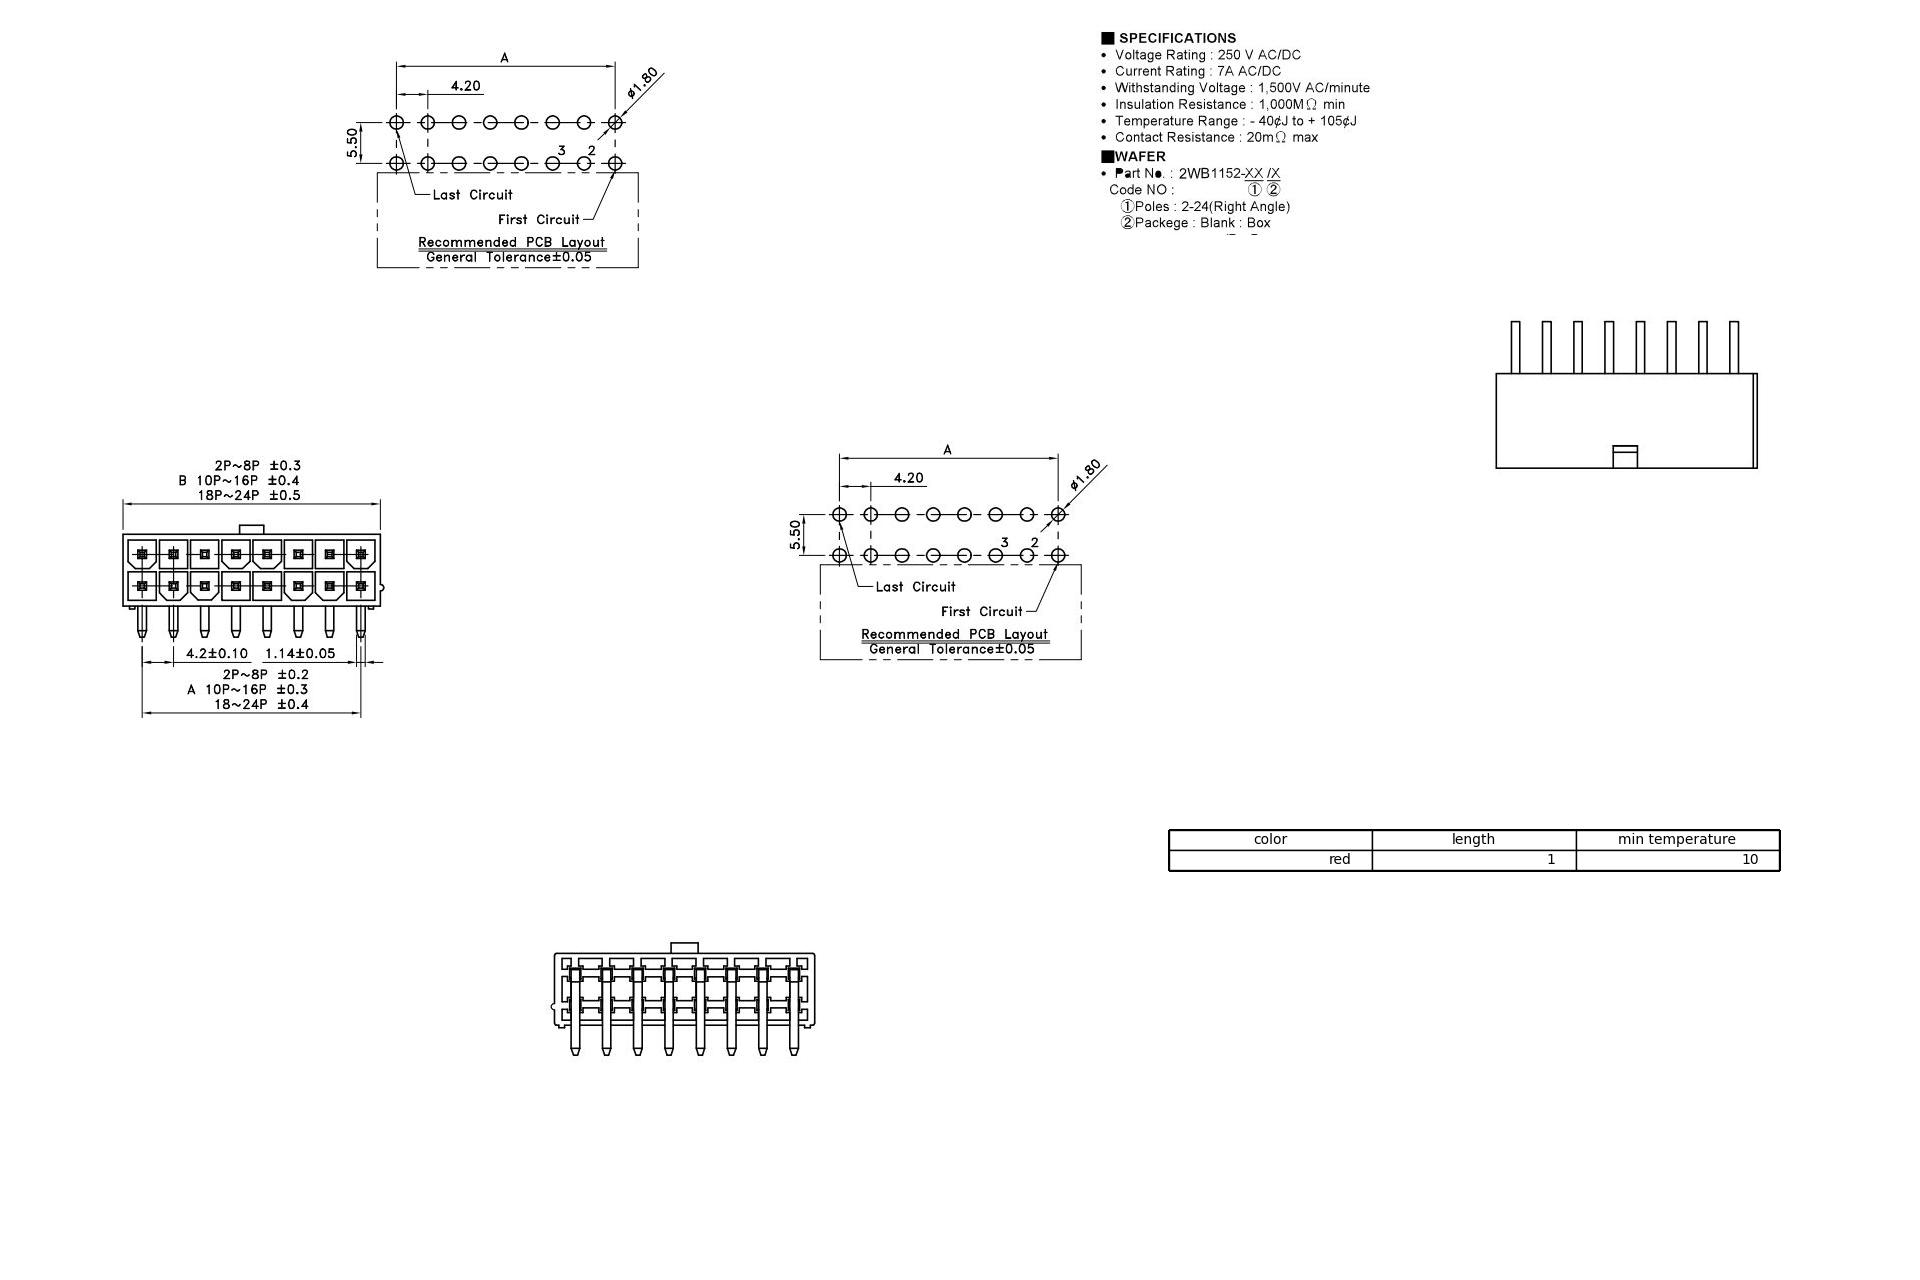 A
4.20
ø1.80
5.50
3 2
Last Circuit
First Circuit
Recommended PCB Layout
General Tolerance±0.05
■ SPECIFICATIONS
• Voltage Rating : 250 V AC/DC
• Current Rating : 7A AC/DC
• Withstanding Voltage : 1,500V AC/minute
• Insulation Resistance : 1,000MΩ min
• Temperature Range : - 40¢J to + 105¢J
• Contact Resistance : 20mΩ max
■WAFER
• Part No. : 2WB1152-XX /X
Code NO : ① ②
①Poles : 2-24(Right Angle)
②Packege : Blank : Box
2P~8P ±0.3
B 10P~16P ±0.4
18P~24P ±0.5
4.2±0.10 1.14±0.05
2P~8P ±0.2
A 10P~16P ±0.3
18~24P ±0.4
A
4.20
ø1.80
5.50
3 2
Last Circuit
First Circuit
Recommended PCB Layout
General Tolerance±0.05
color length min temperature
red 1 10